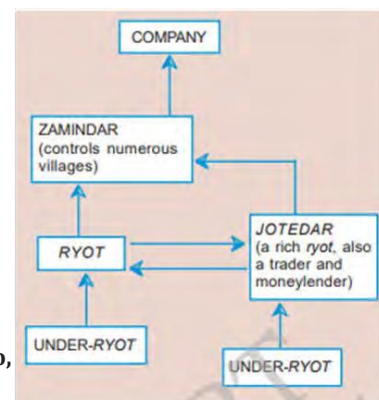 COMPANY
ZAMINDAR
(controls numerous
villages)
JOTEDAR
(a rich ryot, also
a trader and
moneylender)
RYOT
UNDER-RYOT
UNDER-RYOT